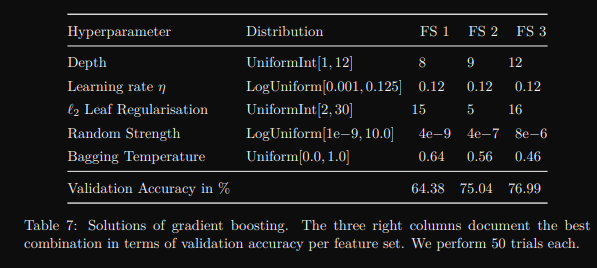 Hyperparameter Distribution FS 1 FS 2 FS 3
Depth UniformInt[1, 12] 8 9 12
Learning rate η LogUniform[0.001, 0.125] 0.12 0.12 0.12
ℓ2 Leaf Regularisation UniformInt[2, 30] 15 5 16
Random Strength LogUniform[1e−9, 10.0] 4e-9 4e-7 8e-6
Bagging Temperature Uniform[0.0, 1.0] 0.64 0.56 0.46
Validation Accuracy in % 64.38 75.04 76.99
Table 7: Solutions of gradient boosting. The three right columns document the best
combination in terms of validation accuracy per feature set. We perform 50 trials each.